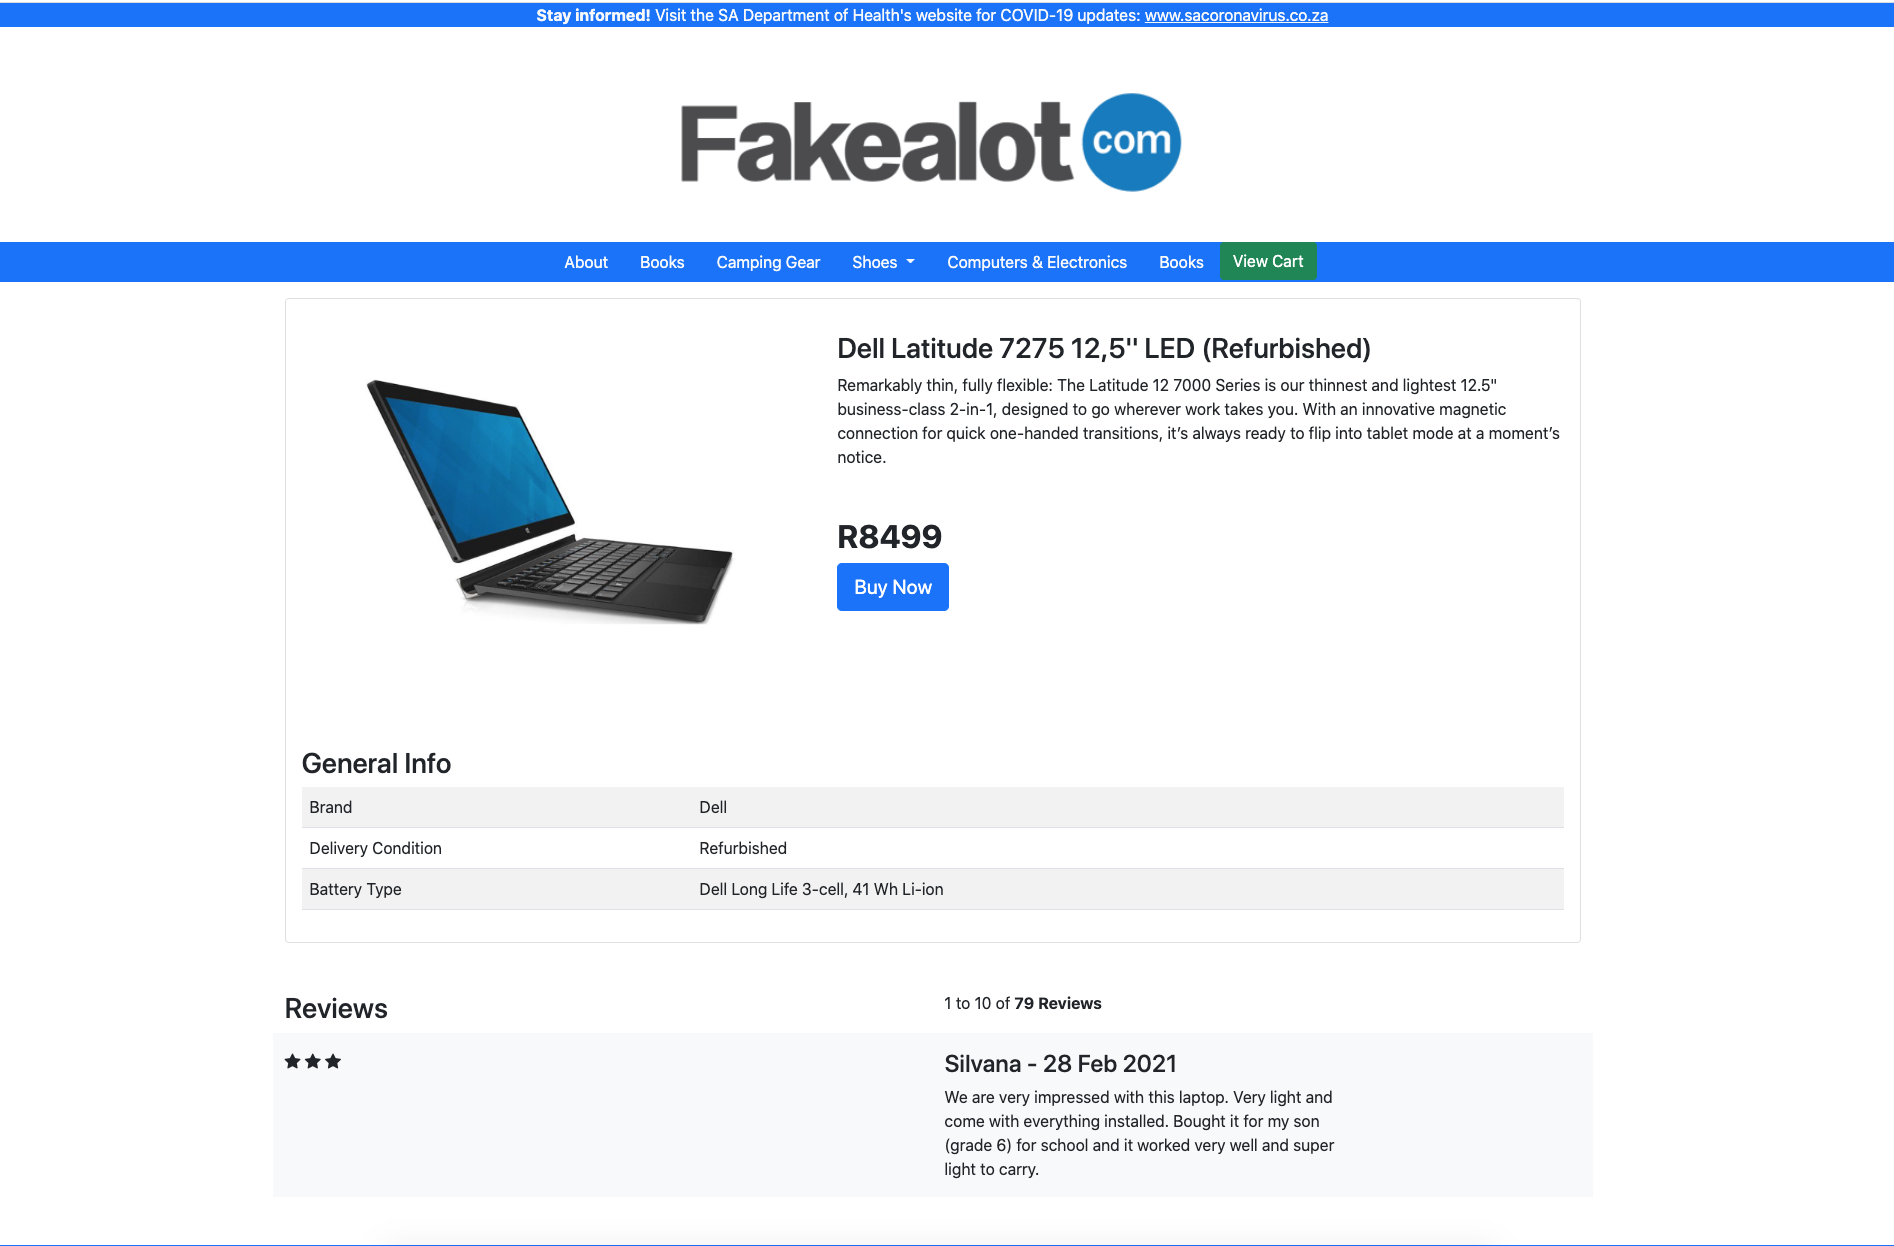 Stay informed! Visit the SA Department of Health's website for COVID-19 updates: www.sacoronavirus.co.za
Fakealot com
About Books Camping Gear Shoes Computers & Electronics Books View Cart
Dell Latitude 7275 12,5'' LED (Refurbished)
Remarkably thin, fully flexible: The Latitude 12 7000 Series is our thinnest and lightest 12.5"
business-class 2-in-1, designed to go wherever work takes you. With an innovative magnetic
connection for quick one-handed transitions, it’s always ready to flip into tablet mode at a moment’s
notice.
R8499
Buy Now
General Info
Brand Dell
Delivery Condition Refurbished
Battery Type Dell Long Life 3-cell, 41 Wh Li-ion
Reviews
1 to 10 of 79 Reviews
Silvana - 28 Feb 2021
We are very impressed with this laptop. Very light and
come with everything installed. Bought it for my son
(grade 6) for school and it worked very well and super
light to carry.